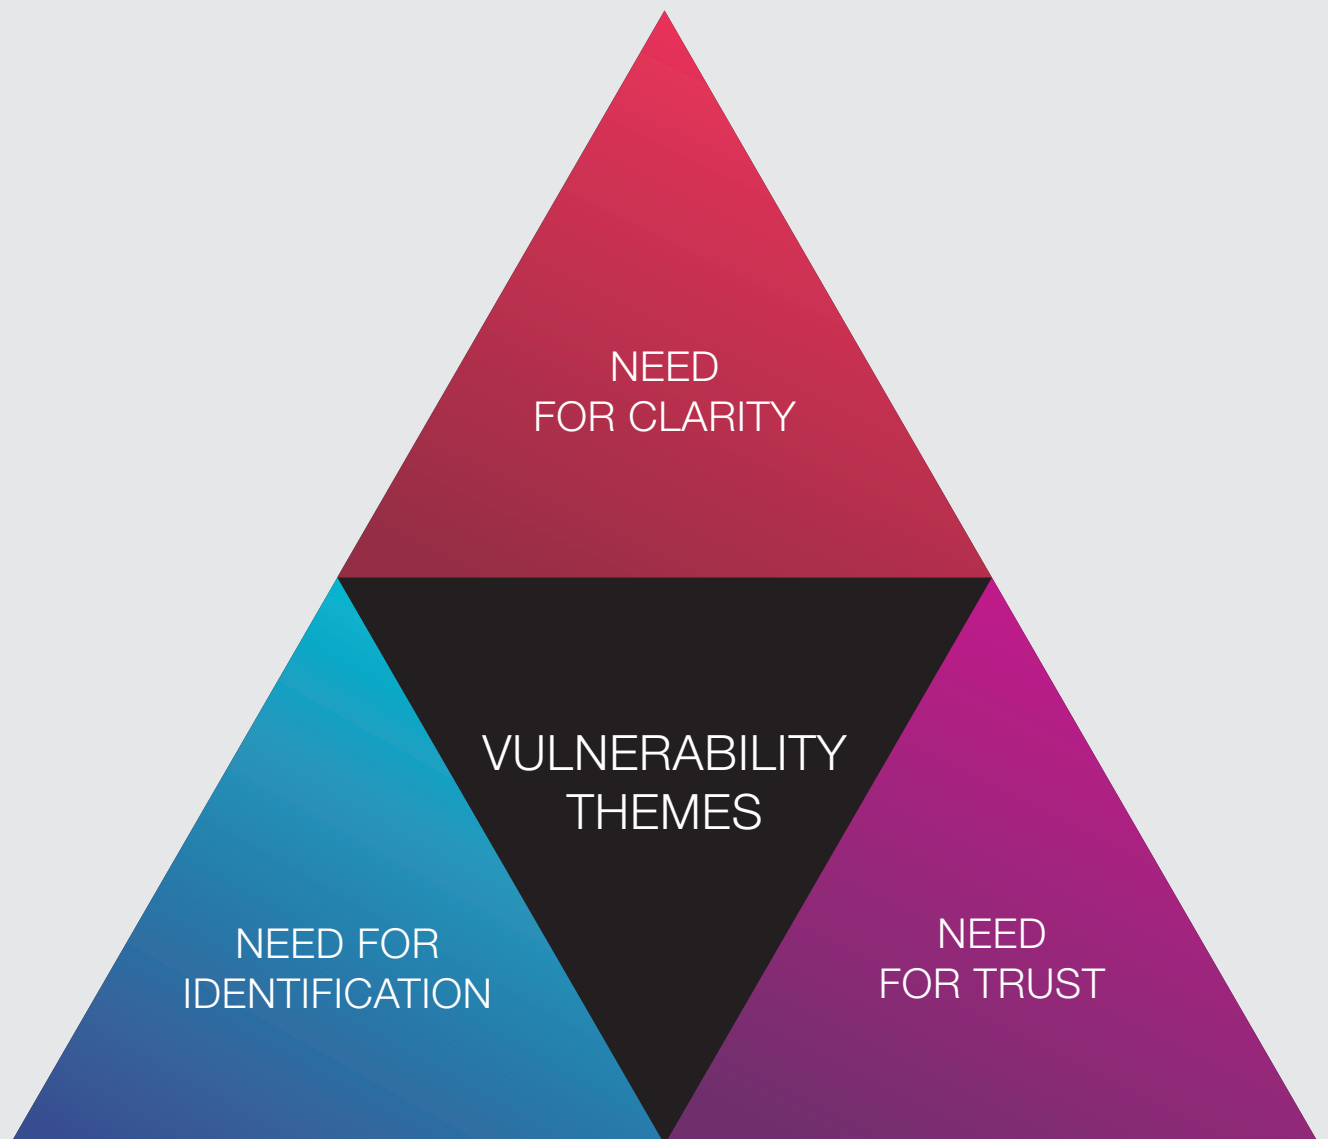 NEED
FOR CLARITY
VULNERABILITY
THEMES
NEED FOR
IDENTIFICATION
NEED
FOR TRUST